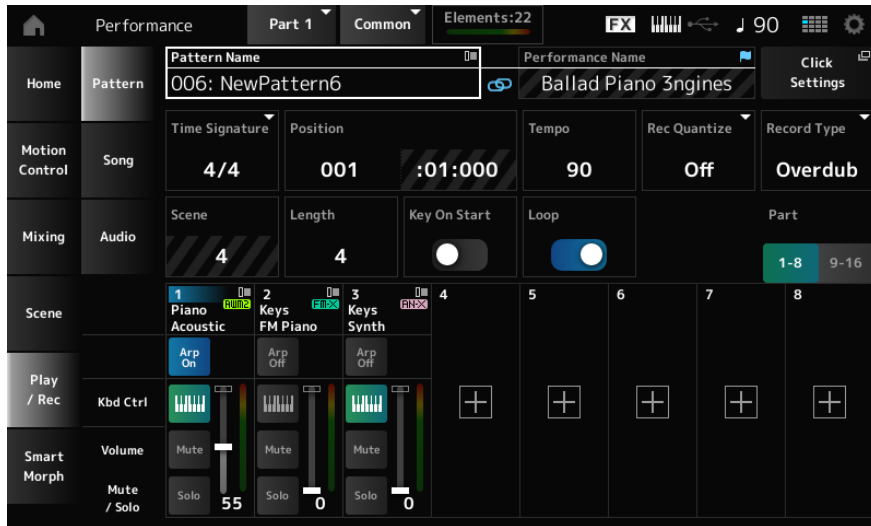 Performance
Part 1
Common
Elements:22
FX
90
Home
Pattern
Pattern Name
006: NewPattern6
Performance Name
Ballad Piano 3ngines
Click
Settings
Motion
Control
Song
Time Signature
4/4
Position
001
:01:000
Tempo
90
Rec Quantize
Off
Record Type
Overdub
Mixing
Audio
Scene
4
Length
4
Key On Start
Loop
Part
1-8
9-16
Scene
1
Piano
Acoustic
AWM2
2
Keys
FM Piano
FM-X
3
Keys
Synth
AN-X
4
5
6
7
8
Arp
On
Arp
Off
Arp
Off
Play
/ Rec
Kbd Ctrl
Smart
Morph
Volume
Mute
Mute
Mute
Mute
/ Solo
Solo
55
Solo
0
Solo
0